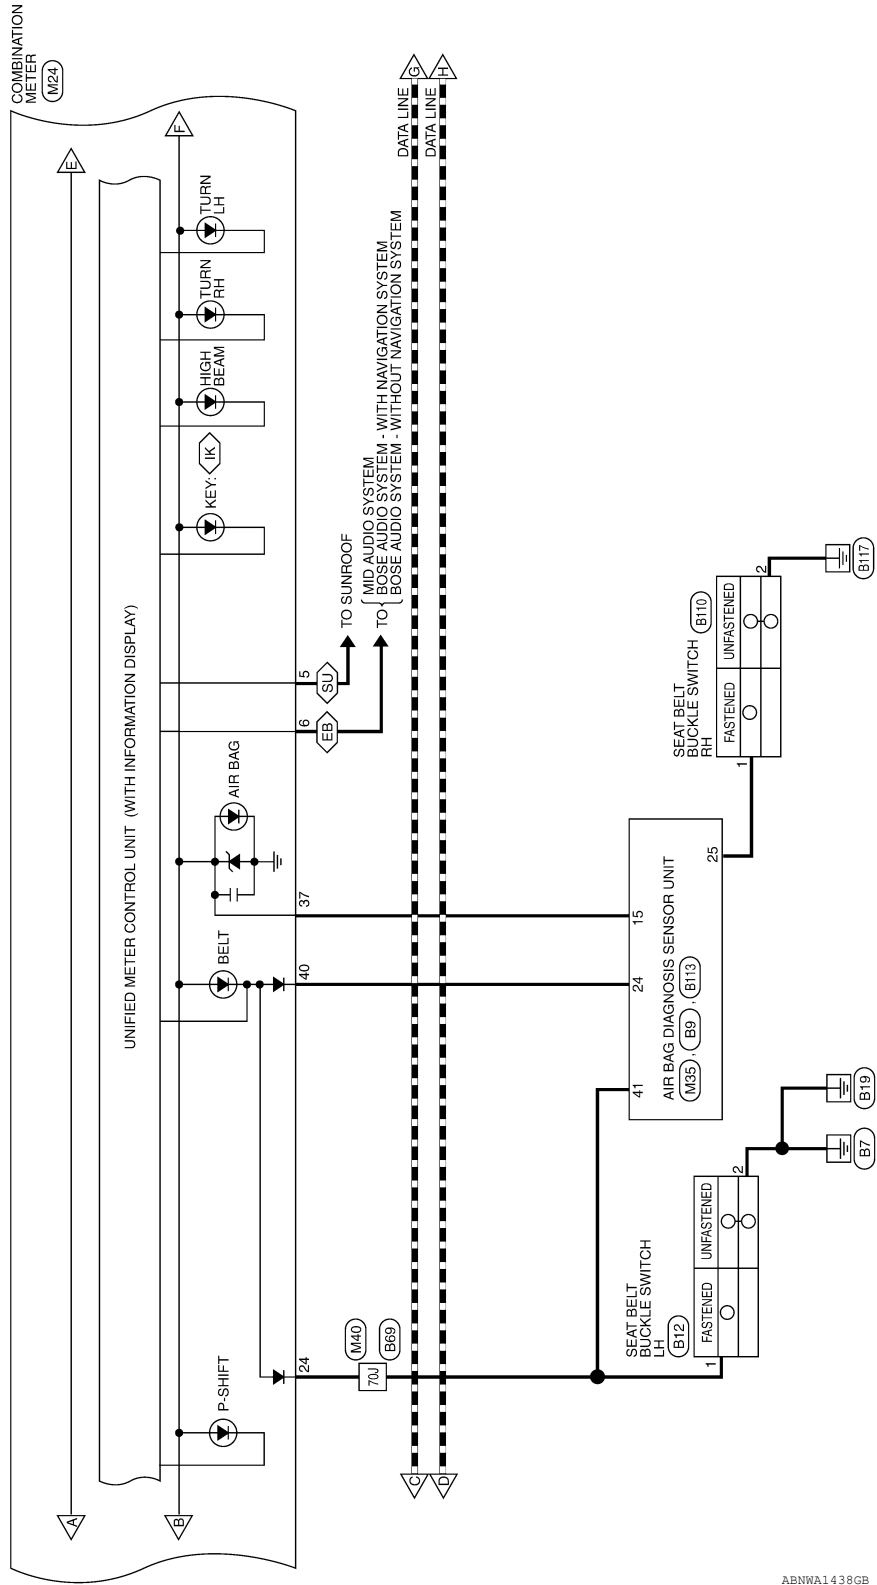 COMBINATION
METER
M24
E
F
A
B
UNIFIED METER CONTROL UNIT (WITH INFORMATION DISPLAY)
P-SHIFT
BELT
AIR BAG
KEY:
IK
HIGH
BEAM
TURN
RH
TURN
LH
24
40
37
6
5
EB
SU
TO SUNROOF
TO
MID AUDIO SYSTEM
BOSE AUDIO SYSTEM - WITH NAVIGATION SYSTEM
BOSE AUDIO SYSTEM - WITHOUT NAVIGATION SYSTEM
M40
70J
B69
C
DATA LINE
G
D
DATA LINE
H
41
24
15
25
AIR BAG DIAGNOSIS SENSOR UNIT
M35 , B9 , B113
SEAT BELT
BUCKLE SWITCH
LH
B12
1
FASTENED
UNFASTENED
2
B7
B19
SEAT BELT
BUCKLE SWITCH
RH
B110
1
FASTENED
UNFASTENED
2
B117
ABNWA1438GB